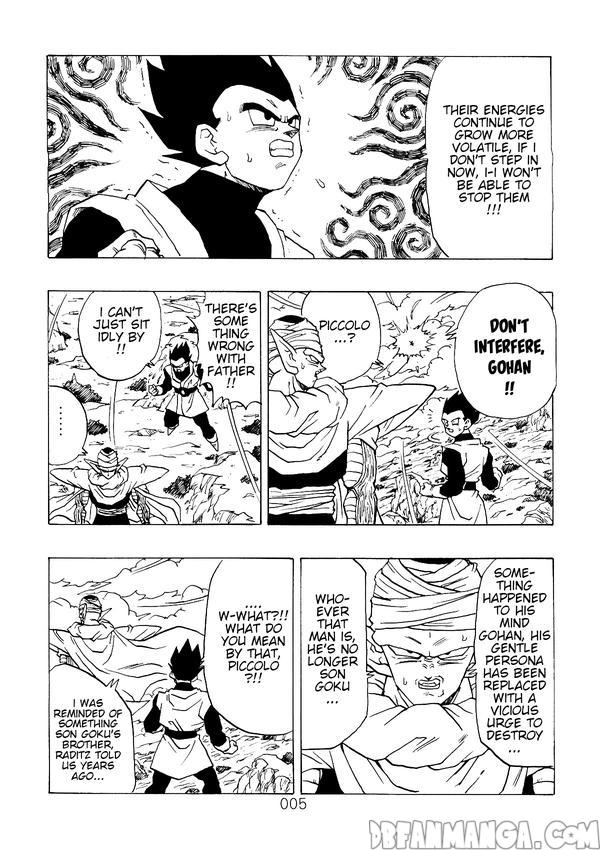 THEIR ENERGIES
CONTINUE TO
GROW MORE
VOLATILE, IF I
DON'T STEP IN
NOW, I-I WON'T
BE ABLE TO
STOP THEM
!!!
DON'T
INTERFERE,
GOHAN
!!
PICCOLO
...?
THERE'S
SOME
THING
WRONG
WITH
FATHER
!!
I CAN'T
JUST SIT
IDLY BY
!!
.....
SOME-
THING
HAPPENED
TO HIS
MIND
GOHAN, HIS
GENTLE
PERSONA
HAS BEEN
REPLACED
WITH A
VICIOUS
URGE TO
DESTROY
...
WHO-
EVER
THAT
MAN IS,
HE'S NO
LONGER
SON
GOKU
...
....
W-WHAT?!!
WHAT DO
YOU MEAN
BY THAT,
PICCOLO
?!!
I WAS
REMINDED OF
SOMETHING
SON GOKU'S
BROTHER,
RADITZ TOLD
US YEARS
AGO...
005
DBFANMANGA.COM